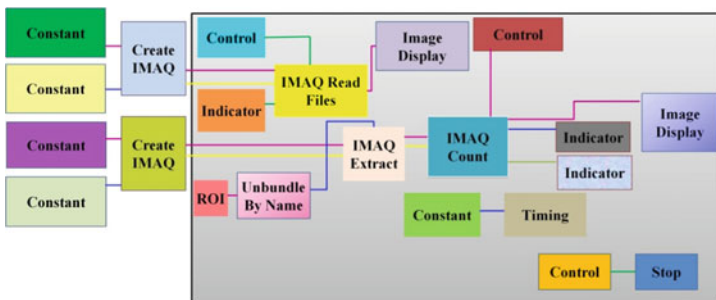 Constant
Create
IMAQ
Constant
Constant
Create
IMAQ
Constant
Control
Image
Display
Control
IMAQ Read
Files
Indicator
Image
Display
IMAQ
Extract
IMAQ
Count
Indicator
Indicator
ROI
Unbundle
By Name
Constant
Timing
Control
Stop